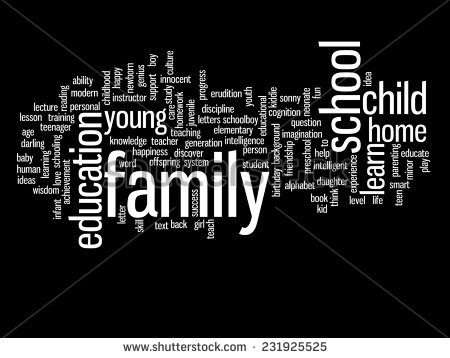 family
education
school
child
home
learn
young
ability
modern
reading
personal
lecture
lesson
training
teenager
age
darling
baby
human
ideas
learning
wisdom
infant
love
schooling
achievement
childhood
happy
newborn
instructor
genius
support
care
study
boy
culture
innocent
homework
juvenile
progress
erudition
discipline
letters
schoolboy
elementary
teaching
knowledge
teacher
generation
intelligence
happiness
discover
person
word
offspring
system
student
letter
skill
text
back
success
girl
teach
youth
educational
kiddie
cognition
background
birthday
friendship
sonny
neonate
fun
question
imagination
preschool
help
to
intelligent
daughter
alphabet
book
kid
think
experience
level
life
idea
parenting
smart
teen
minor
educate
play
shutterstock
www.shutterstock.com · 231925525